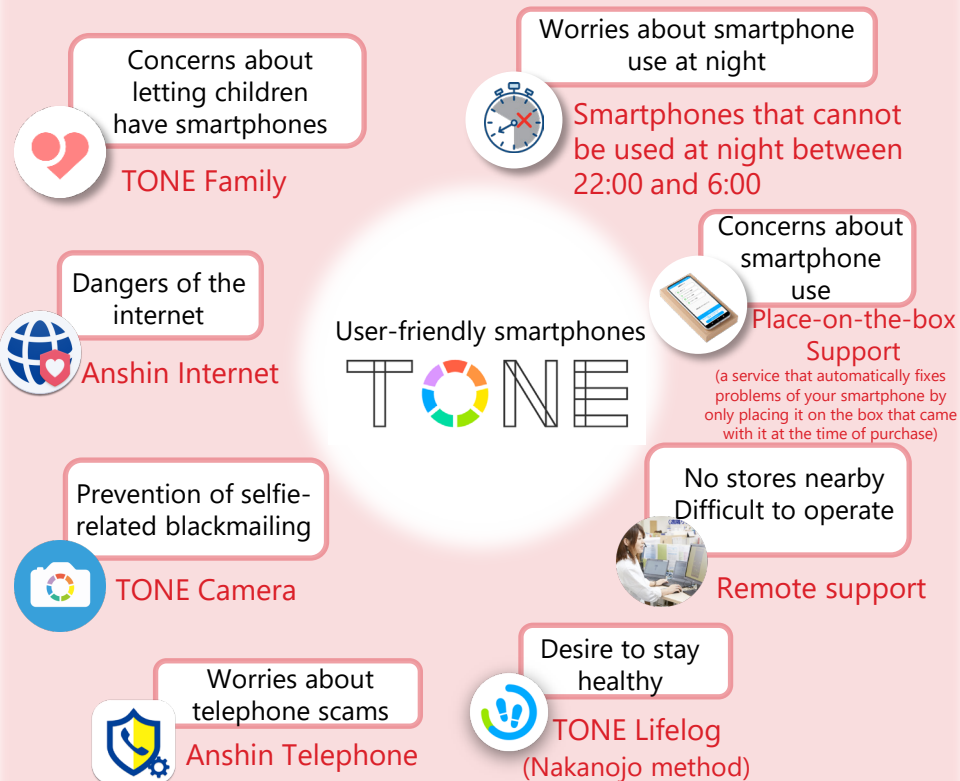 Concerns about
letting children
have smartphones
TONE Family
Worries about smartphone
use at night
Smartphones that cannot
be used at night between
22:00 and 6:00
Dangers of the
internet
Anshin Internet
User-friendly smartphones
TONE
Concerns about
smartphone
use
Place-on-the-box
Support
(a service that automatically fixes
problems of your smartphone by
only placing it on the box that came
with it at the time of purchase)
Prevention of selfie-
related blackmailing
TONE Camera
No stores nearby
Difficult to operate
Remote support
Worries about
telephone scams
Anshin Telephone
Desire to stay
healthy
TONE Lifelog
(Nakanojo method)